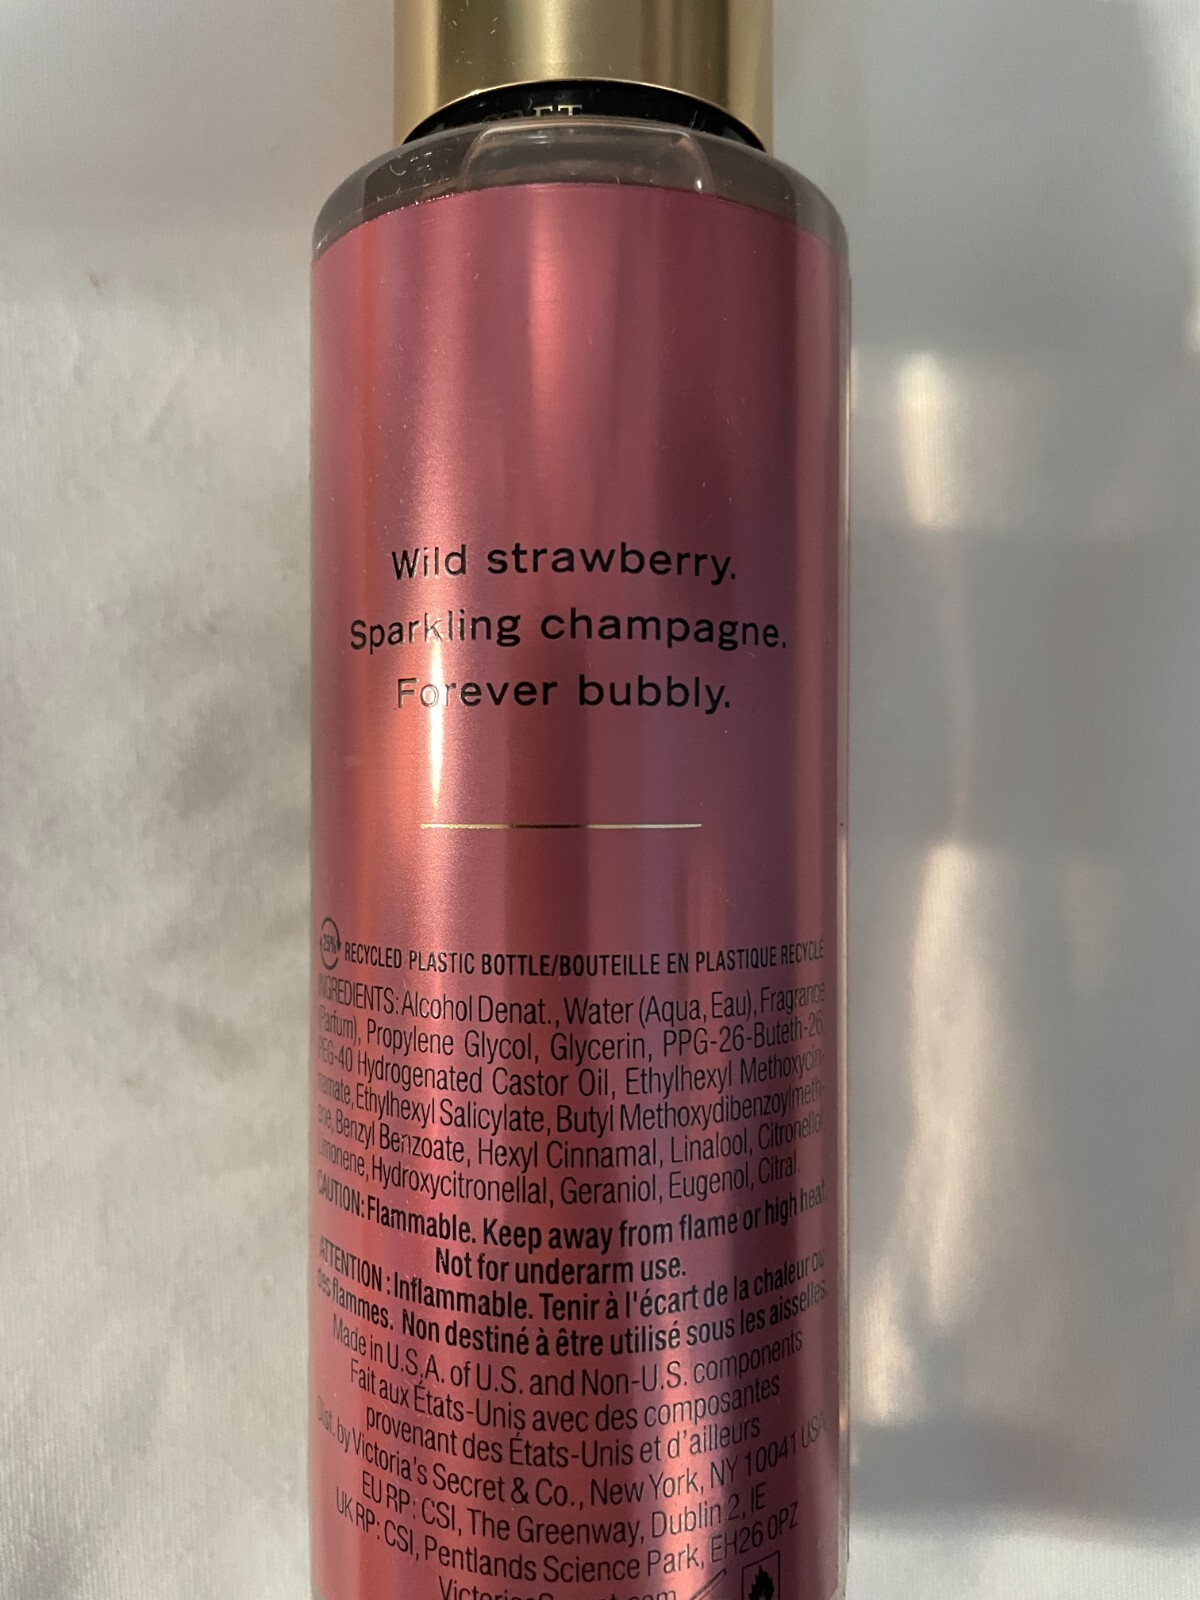 Wild strawberry.
Sparkling champagne.
Forever bubbly.
25% RECYCLED PLASTIC BOTTLE/BOUTEILLE EN PLASTIQUE RECYCLÉ
INGREDIENTS: Alcohol Denat., Water (Aqua, Eau), Fragrance
(Parfum), Propylene Glycol, Glycerin, PPG-26-Buteth-26,
PEG-40 Hydrogenated Castor Oil, Ethylhexyl Methoxycin-
namate, Ethylhexyl Salicylate, Butyl Methoxydibenzoylmeth-
ane, Benzyl Benzoate, Hexyl Cinnamal, Linalool, Citronellol,
Limonene, Hydroxycitronellal, Geraniol, Eugenol, Citral.
CAUTION: Flammable. Keep away from flame or high heat.
Not for underarm use.
ATTENTION : Inflammable. Tenir à l'écart de la chaleur ou
des flammes. Non destiné à être utilisé sous les aisselles.
Made in U.S.A. of U.S. and Non-U.S. components
Fait aux États-Unis avec des composantes
provenant des États-Unis et d'ailleurs
Dist. by Victoria's Secret & Co., New York, NY 10041 USA
EU RP: CSI, The Greenway, Dublin 2, IE
UK RP: CSI, Pentlands Science Park, EH26 0PZ
VictoriasSecret.com